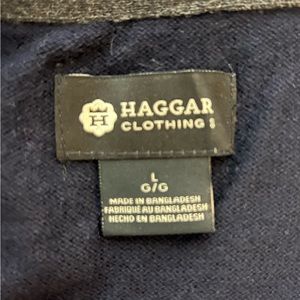 H
HAGGAR
CLOTHING
L
G/G
MADE IN BANGLADESH
FABRIQUÉ AU BANGLADESH
HECHO EN BANGLADESH